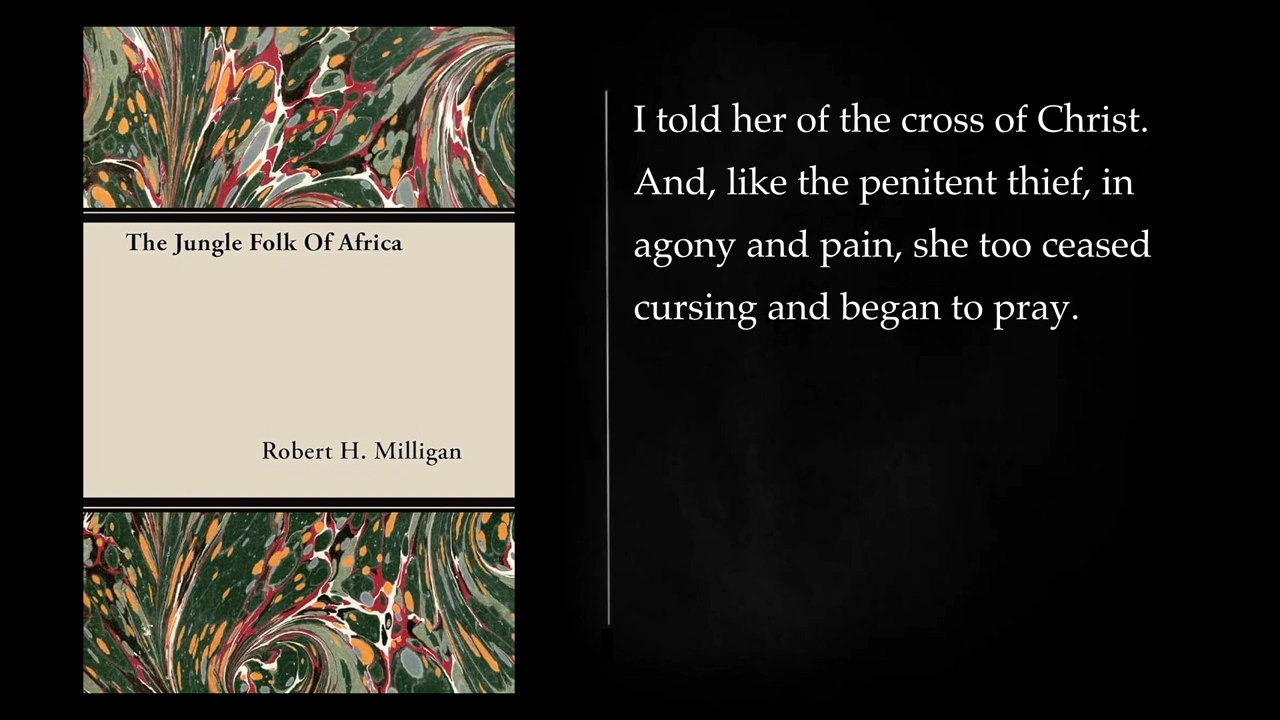 The Jungle Folk Of Africa
Robert H. Milligan
I told her of the cross of Christ.
And, like the penitent thief, in
agony and pain, she too ceased
cursing and began to pray.